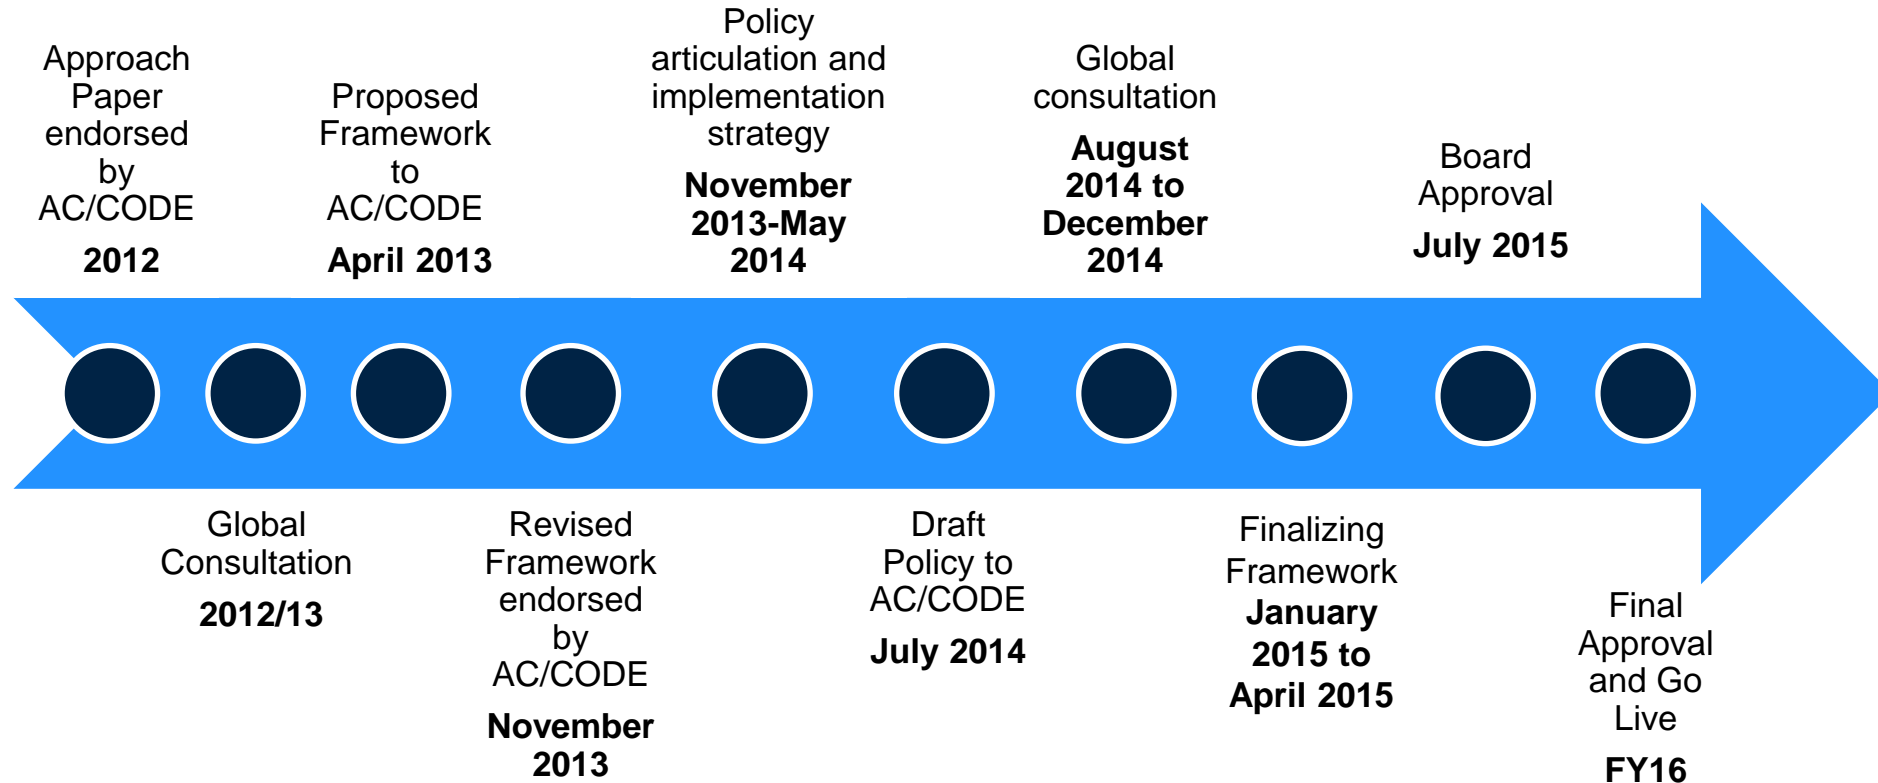 Approach
Paper
endorsed
by
AC/CODE
2012
Global
Consultation
2012/13
Proposed
Framework
to
AC/CODE
April 2013
Revised
Framework
endorsed
by
AC/CODE
November
2013
Policy
articulation and
implementation
strategy
November
2013-May
2014
Draft
Policy to
AC/CODE
July 2014
Global
consultation
August
2014 to
December
2014
Finalizing
Framework
January
2015 to
April 2015
Board
Approval
July 2015
Final
Approval
and Go
Live
FY16